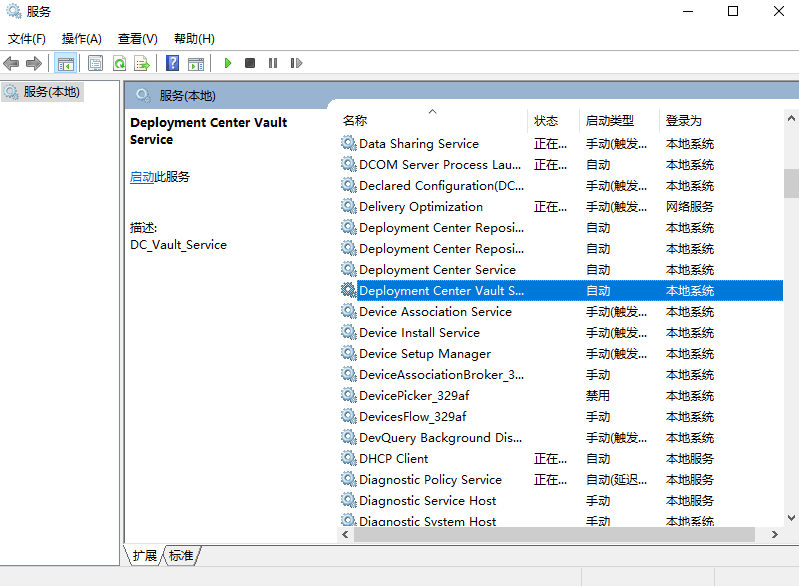 服务
文件(F) 操作(A) 查看(V) 帮助(H)
服务(本地)
服务(本地)
Deployment Center Vault
Service
启动此服务
描述:
DC_Vault_Service
名称 状态 启动类型 登录为
Data Sharing Service 正在... 手动(触发... 本地系统
DCOM Server Process Lau... 正在... 自动 本地系统
Declared Configuration(DC... 手动(触发... 本地系统
Delivery Optimization 正在... 手动(触发... 网络服务
Deployment Center Reposi... 自动 本地系统
Deployment Center Reposi... 自动 本地系统
Deployment Center Service 自动 本地系统
Deployment Center Vault S... 自动 本地系统
Device Association Service 手动(触发... 本地系统
Device Install Service 手动(触发... 本地系统
Device Setup Manager 手动(触发... 本地系统
DeviceAssociationBroker_3... 手动 本地系统
DevicePicker_329af 禁用 本地系统
DevicesFlow_329af 手动 本地系统
DevQuery Background Dis... 手动(触发... 本地系统
DHCP Client 正在... 自动 本地服务
Diagnostic Policy Service 正在... 自动(延迟... 本地服务
Diagnostic Service Host 手动 本地服务
Diagnostic System Host 手动 本地系统
扩展 标准